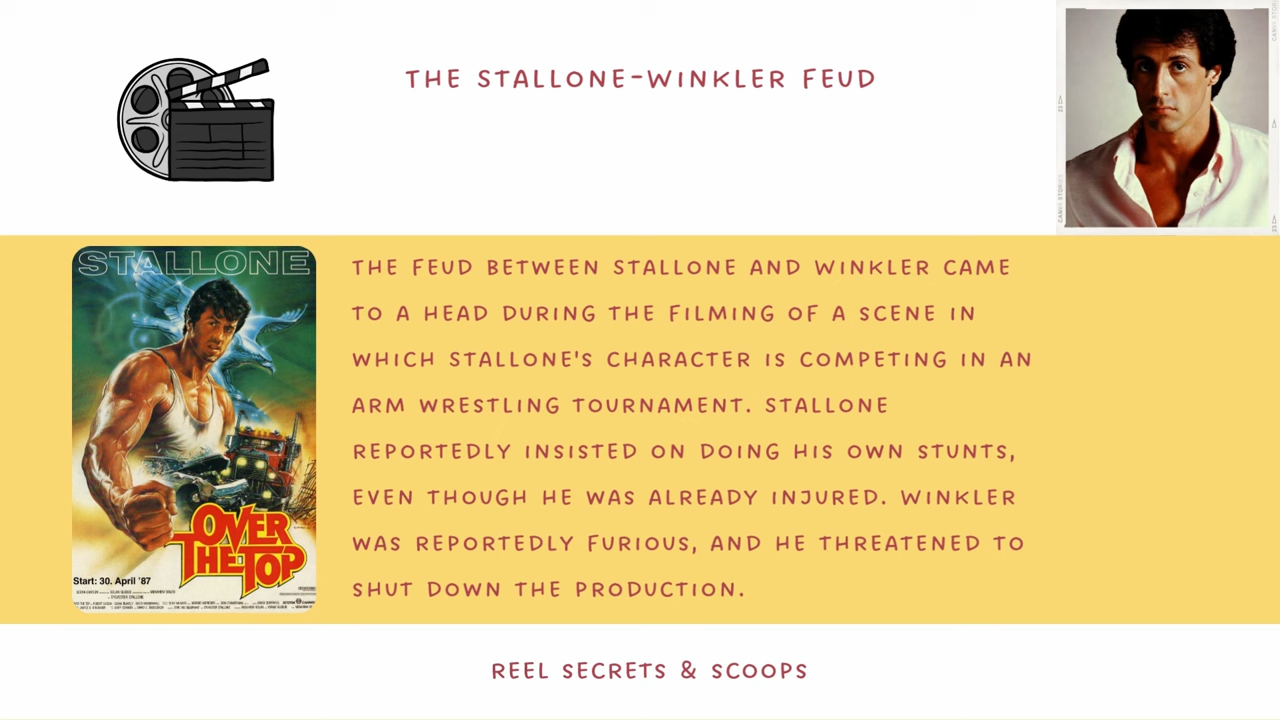 THE STALLONE-WINKLER FEUD
STALLONE
OVER
THE TOP
Start: 30. April '87
THE FEUD BETWEEN STALLONE AND WINKLER CAME
TO A HEAD DURING THE FILMING OF A SCENE IN
WHICH STALLONE'S CHARACTER IS COMPETING IN AN
ARM WRESTLING TOURNAMENT. STALLONE
REPORTEDLY INSISTED ON DOING HIS OWN STUNTS,
EVEN THOUGH HE WAS ALREADY INJURED. WINKLER
WAS REPORTEDLY FURIOUS, AND HE THREATENED TO
SHUT DOWN THE PRODUCTION.
REEL SECRETS & SCOOPS